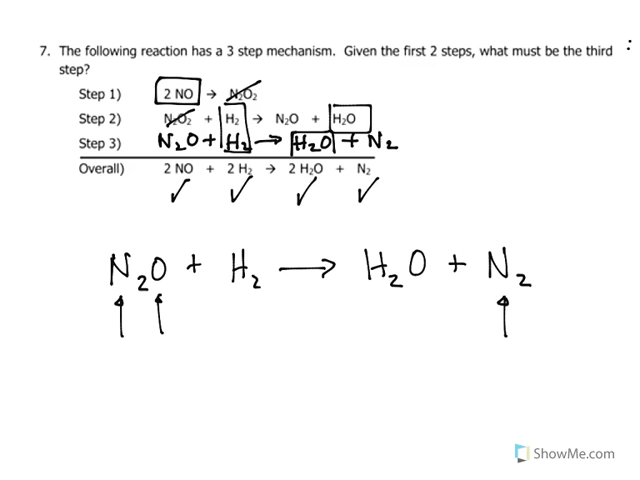 7. The following reaction has a 3 step mechanism. Given the first 2 steps, what must be the third
step?
Step 1) 2 NO → N₂O₂
Step 2) N₂O₂ + H₂ → N₂O + H₂O
Step 3) N₂O + H₂ → H₂O + N₂
Overall) 2 NO + 2 H₂ → 2 H₂O + N₂
N₂O + H₂ → H₂O + N₂
ShowMe.com